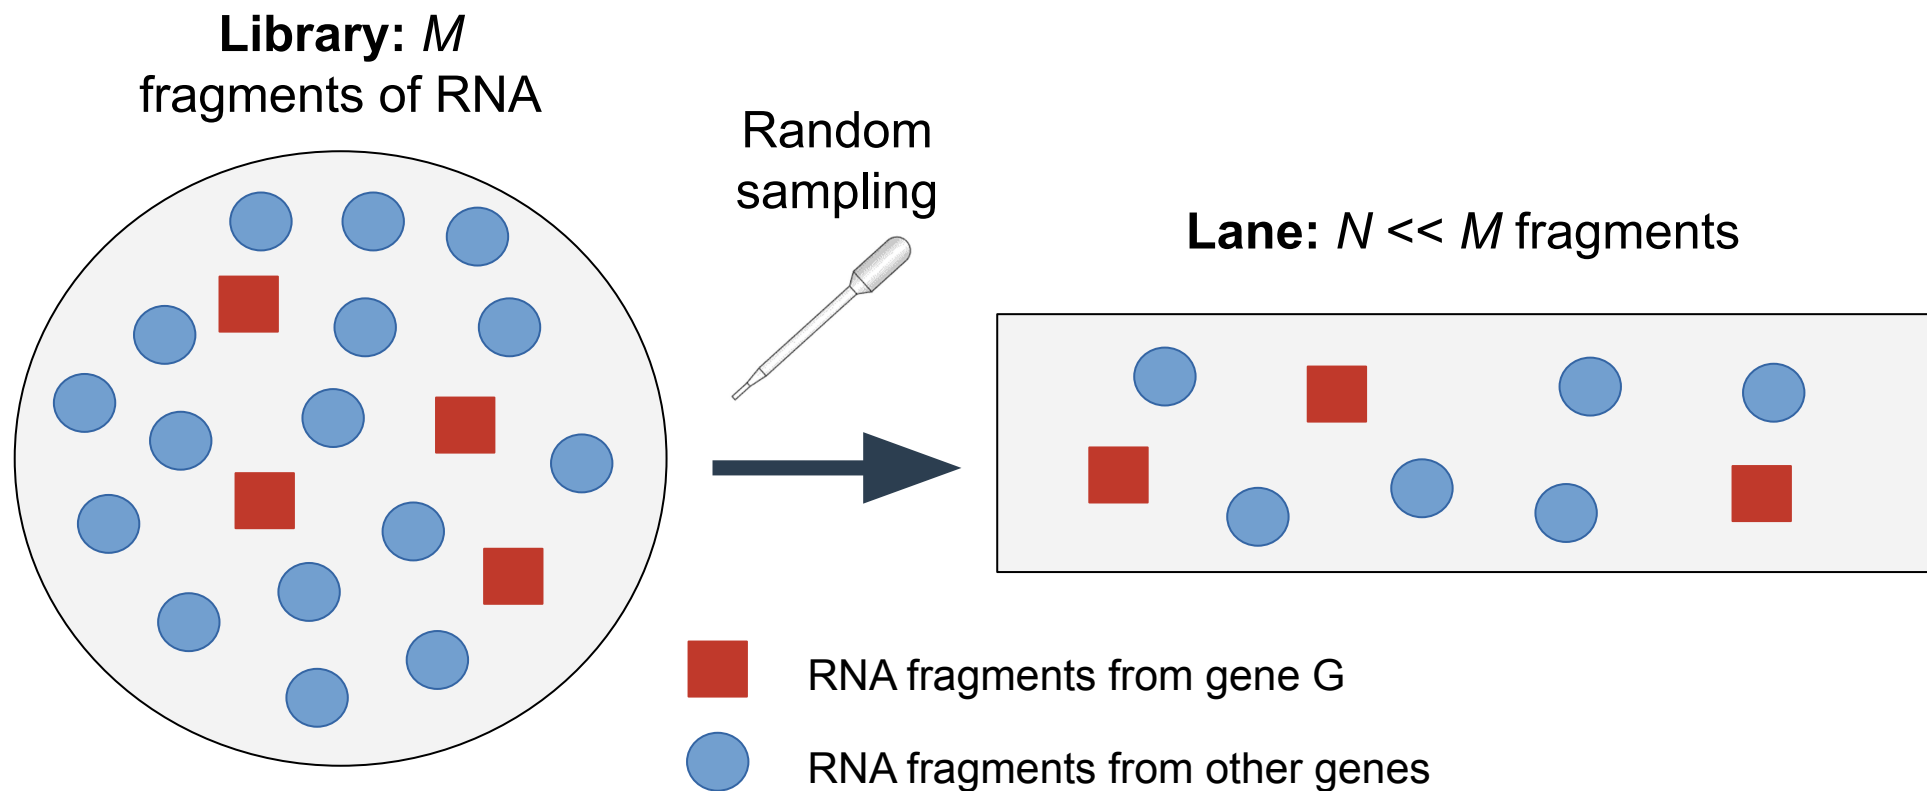 Library: M
fragments of RNA
Random
sampling
Lane: N << M fragments
RNA fragments from gene G
RNA fragments from other genes